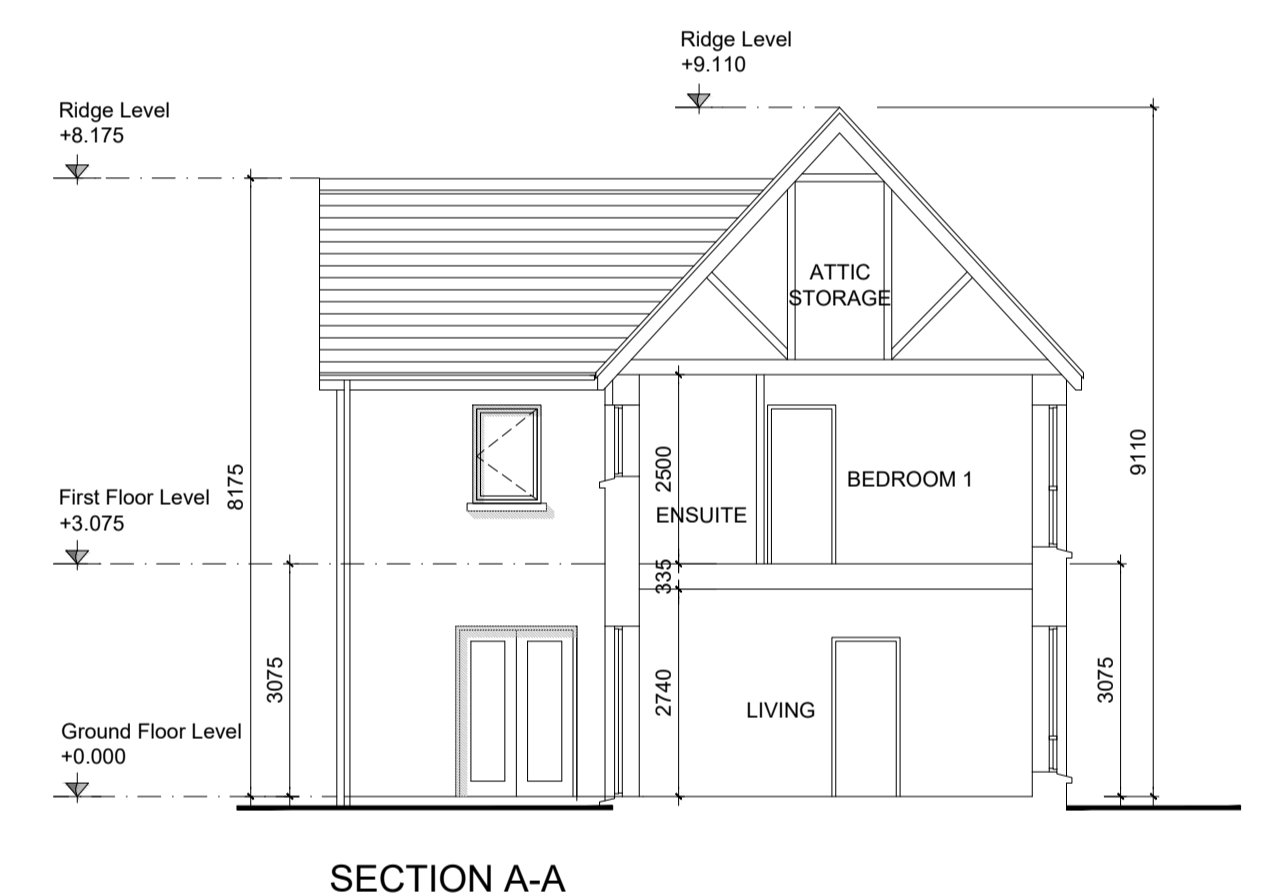 Ridge Level
+9.110
Ridge Level
+8.175
ATTIC
STORAGE
8175
2500
9110
BEDROOM 1
First Floor Level
+3.075
ENSUITE
335
3075
2740
3075
LIVING
Ground Floor Level
+0.000
SECTION A-A